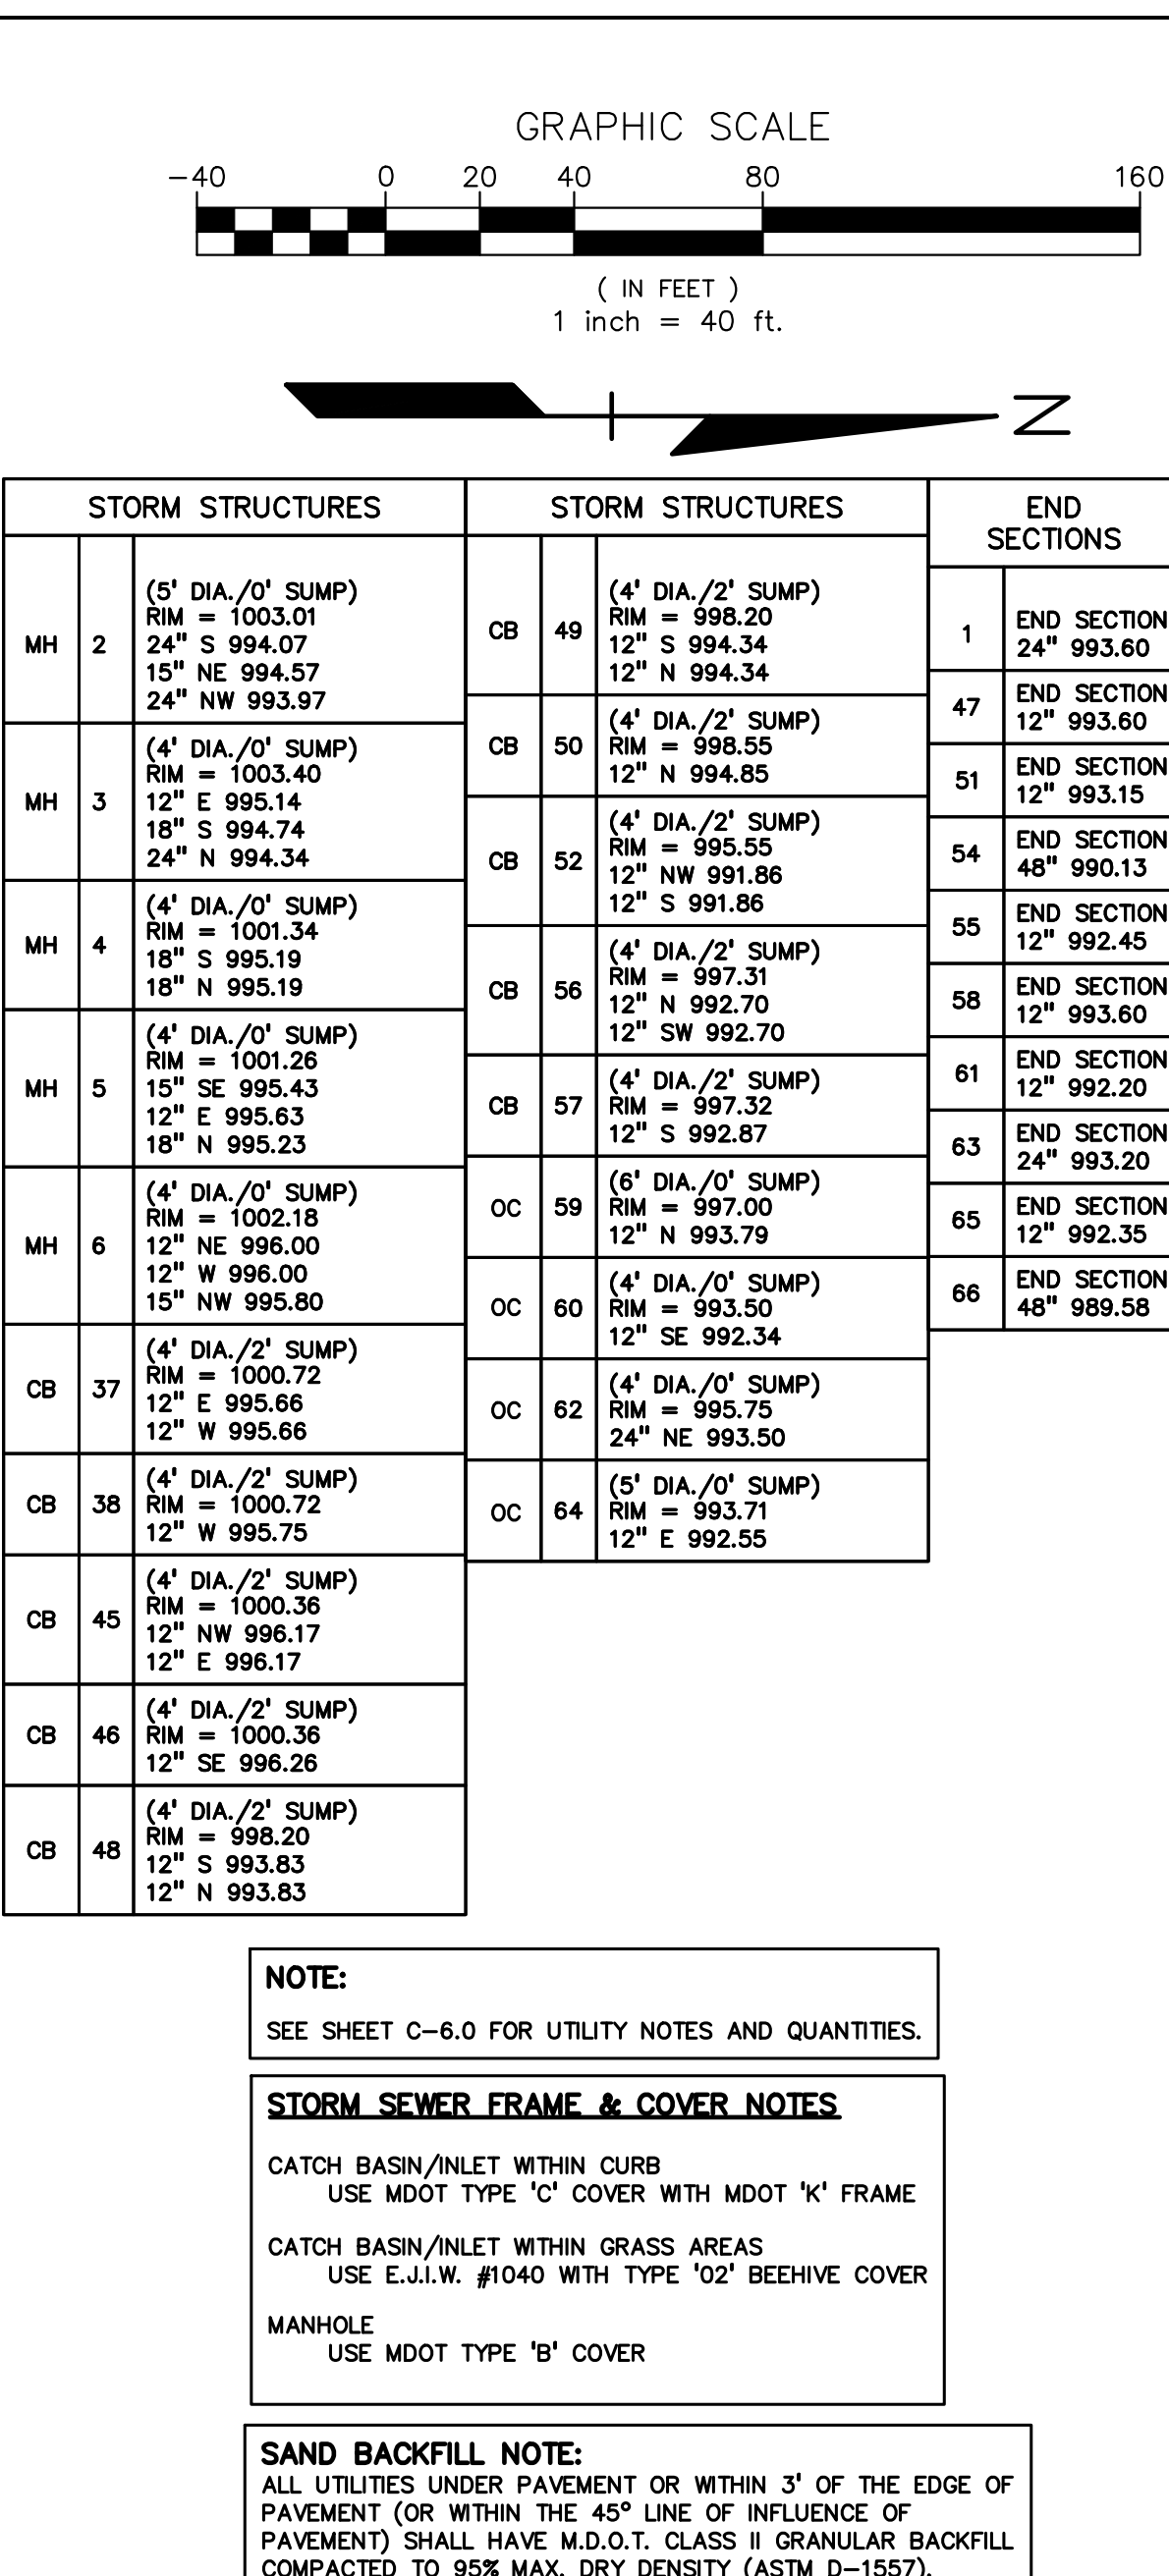 GRAPHIC SCALE
-40 0 20 40 80 160
( IN FEET )
1 inch = 40 ft.
N
STORM STRUCTURES
MH 2
(5' DIA./0' SUMP)
RIM = 1003.01
24" S 994.07
15" NE 994.57
24" NW 993.97
MH 3
(4' DIA./0' SUMP)
RIM = 1003.40
12" E 995.14
18" S 994.74
24" N 994.34
MH 4
(4' DIA./0' SUMP)
RIM = 1001.34
18" S 995.19
18" N 995.19
MH 5
(4' DIA./0' SUMP)
RIM = 1001.26
15" SE 995.43
12" E 995.63
18" N 995.23
MH 6
(4' DIA./0' SUMP)
RIM = 1002.18
12" NE 996.00
12" W 996.00
15" NW 995.80
CB 37
(4' DIA./2' SUMP)
RIM = 1000.72
12" E 995.66
12" W 995.66
CB 38
(4' DIA./2' SUMP)
RIM = 1000.72
12" W 995.75
CB 45
(4' DIA./2' SUMP)
RIM = 1000.36
12" NW 996.17
12" E 996.17
CB 46
(4' DIA./2' SUMP)
RIM = 1000.36
12" SE 996.26
CB 48
(4' DIA./2' SUMP)
RIM = 998.20
12" S 993.83
12" N 993.83
STORM STRUCTURES
CB 49
(4' DIA./2' SUMP)
RIM = 998.20
12" S 994.34
12" N 994.34
CB 50
(4' DIA./2' SUMP)
RIM = 998.55
12" N 994.85
CB 52
(4' DIA./2' SUMP)
RIM = 995.55
12" NW 991.86
12" S 991.86
CB 56
(4' DIA./2' SUMP)
RIM = 997.31
12" N 992.70
12" SW 992.70
CB 57
(4' DIA./2' SUMP)
RIM = 997.32
12" S 992.87
OC 59
(6' DIA./0' SUMP)
RIM = 997.00
12" N 993.79
OC 60
(4' DIA./0' SUMP)
RIM = 993.50
12" SE 992.34
OC 62
(4' DIA./0' SUMP)
RIM = 995.75
24" NE 993.50
OC 64
(5' DIA./0' SUMP)
RIM = 993.71
12" E 992.55
END
SECTIONS
1
END SECTION
24" 993.60
47
END SECTION
12" 993.60
51
END SECTION
12" 993.15
54
END SECTION
48" 990.13
55
END SECTION
12" 992.45
58
END SECTION
12" 993.60
61
END SECTION
12" 992.20
63
END SECTION
24" 993.20
65
END SECTION
12" 992.35
66
END SECTION
48" 989.58
NOTE:
SEE SHEET C-6.0 FOR UTILITY NOTES AND QUANTITIES.
STORM SEWER FRAME & COVER NOTES
CATCH BASIN/INLET WITHIN CURB
USE MDOT TYPE 'C' COVER WITH MDOT 'K' FRAME
CATCH BASIN/INLET WITHIN GRASS AREAS
USE E.J.I.W. #1040 WITH TYPE '02' BEEHIVE COVER
MANHOLE
USE MDOT TYPE 'B' COVER
SAND BACKFILL NOTE:
ALL UTILITIES UNDER PAVEMENT OR WITHIN 3' OF THE EDGE OF
PAVEMENT (OR WITHIN THE 45° LINE OF INFLUENCE OF
PAVEMENT) SHALL HAVE M.D.O.T. CLASS II GRANULAR BACKFILL
COMPACTED TO 95% MAX. DRY DENSITY (ASTM D-1557).